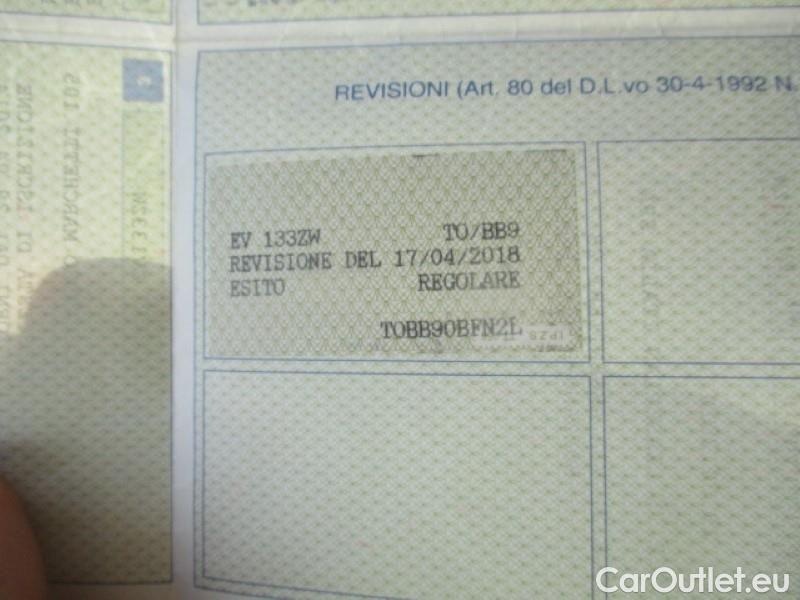 REVISIONI (Art. 80 del D.L.vo 30-4-1992 N.
EV 133ZW TO/BB9
REVISIONE DEL 17/04/2018
ESITO REGOLARE
TOBB90BFN2L
IPZS
CarOutlet.eu